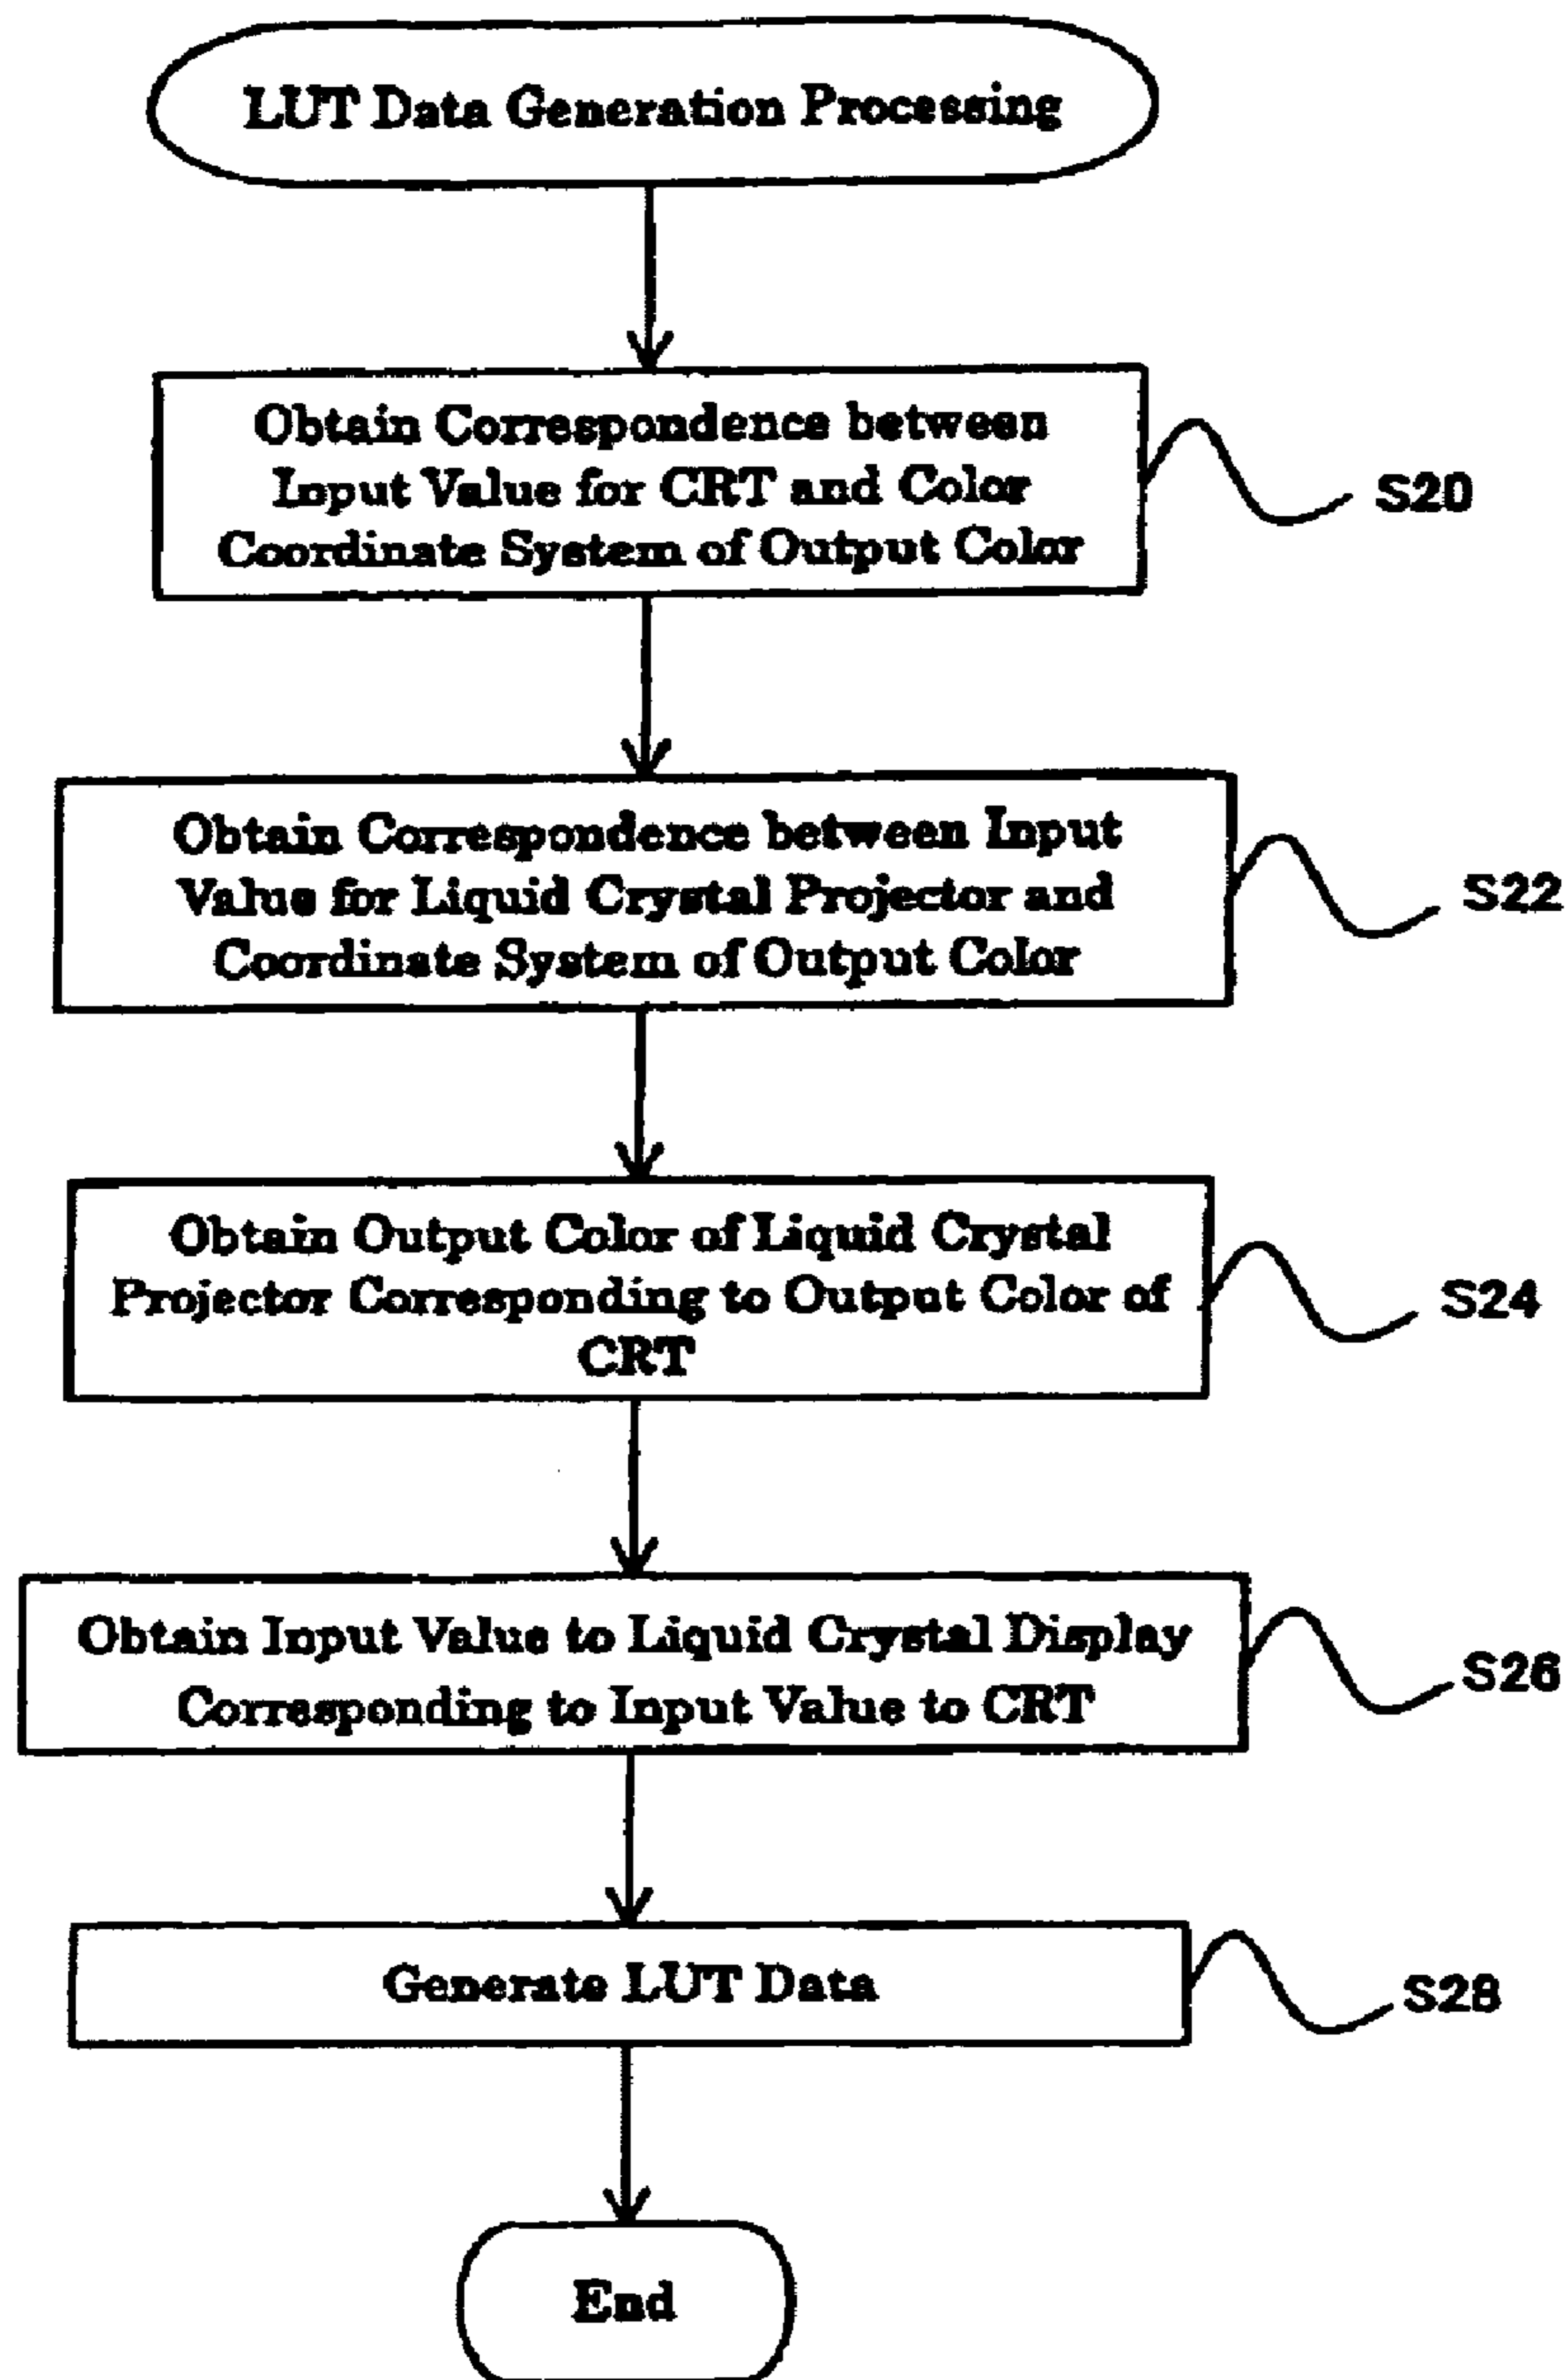 LUT Data Generation Processing
Obtain Correspondence between
Input Value for CRT and Color
Coordinate System of Output Color
S20
Obtain Correspondence between Input
Value for Liquid Crystal Projector and
Coordinate System of Output Color
S22
Obtain Output Color of Liquid Crystal
Projector Corresponding to Output Color of
CRT
S24
Obtain Input Value to Liquid Crystal Display
Corresponding to Input Value to CRT
S26
Generate LUT Data
S28
End